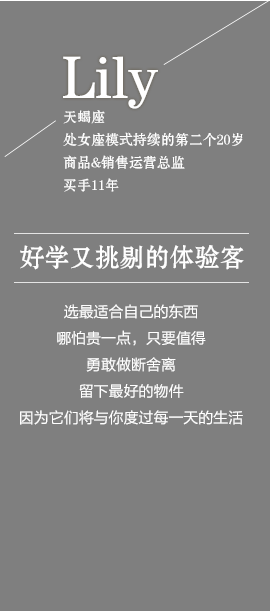 Lily
天蝎座
处女座模式持续的第二个20岁
商品&销售运营总监
买手11年
好学又挑剔的体验客
选最适合自己的东西
哪怕贵一点，只要值得
勇敢做断舍离
留下最好的物件
因为它们将与你度过每一天的生活